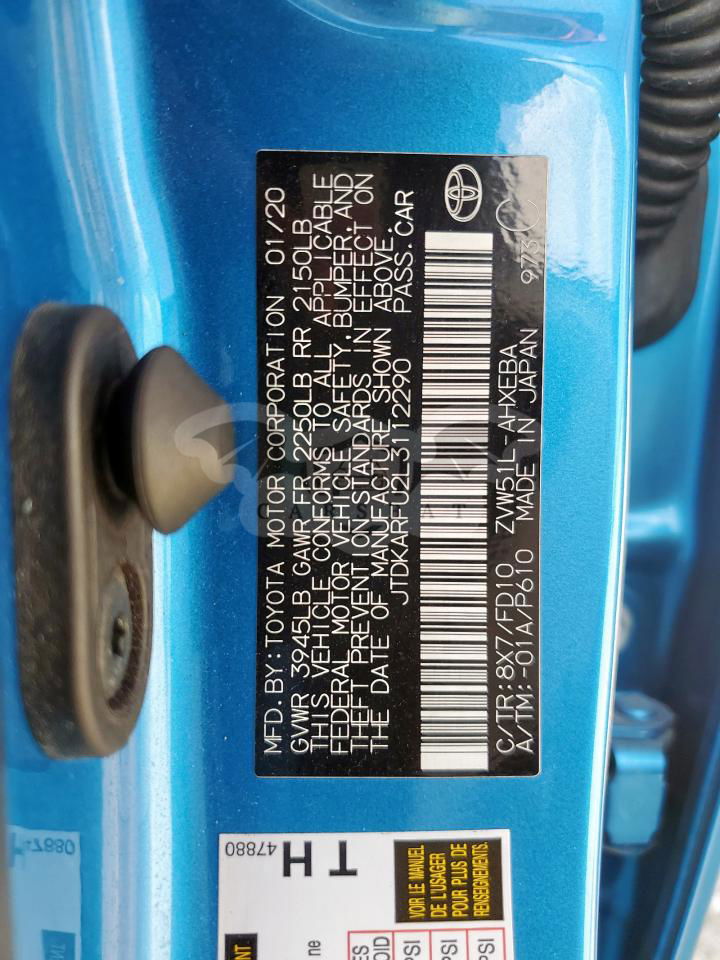 MFD. BY: TOYOTA MOTOR CORPORATION 01/20
GVWR 3945LB GAWR FR 2250LB RR 2150LB
THIS VEHICLE CONFORMS TO ALL APPLICABLE
FEDERAL MOTOR VEHICLE SAFETY, BUMPER, AND
THEFT PREVENTION STANDARDS IN EFFECT ON
THE DATE OF MANUFACTURE SHOWN ABOVE.
JTDKARFU2L3112290 PASS. CAR
C/TR: 8X7/FD10 ZVW51L AHXEBA
A/TM: -01A/P610 MADE IN JAPAN 973C
47880
TH
VOIR LE MANUEL
DE L'USAGER
POUR PLUS DE
RENSEIGNEMENTS.
PSI
PSI